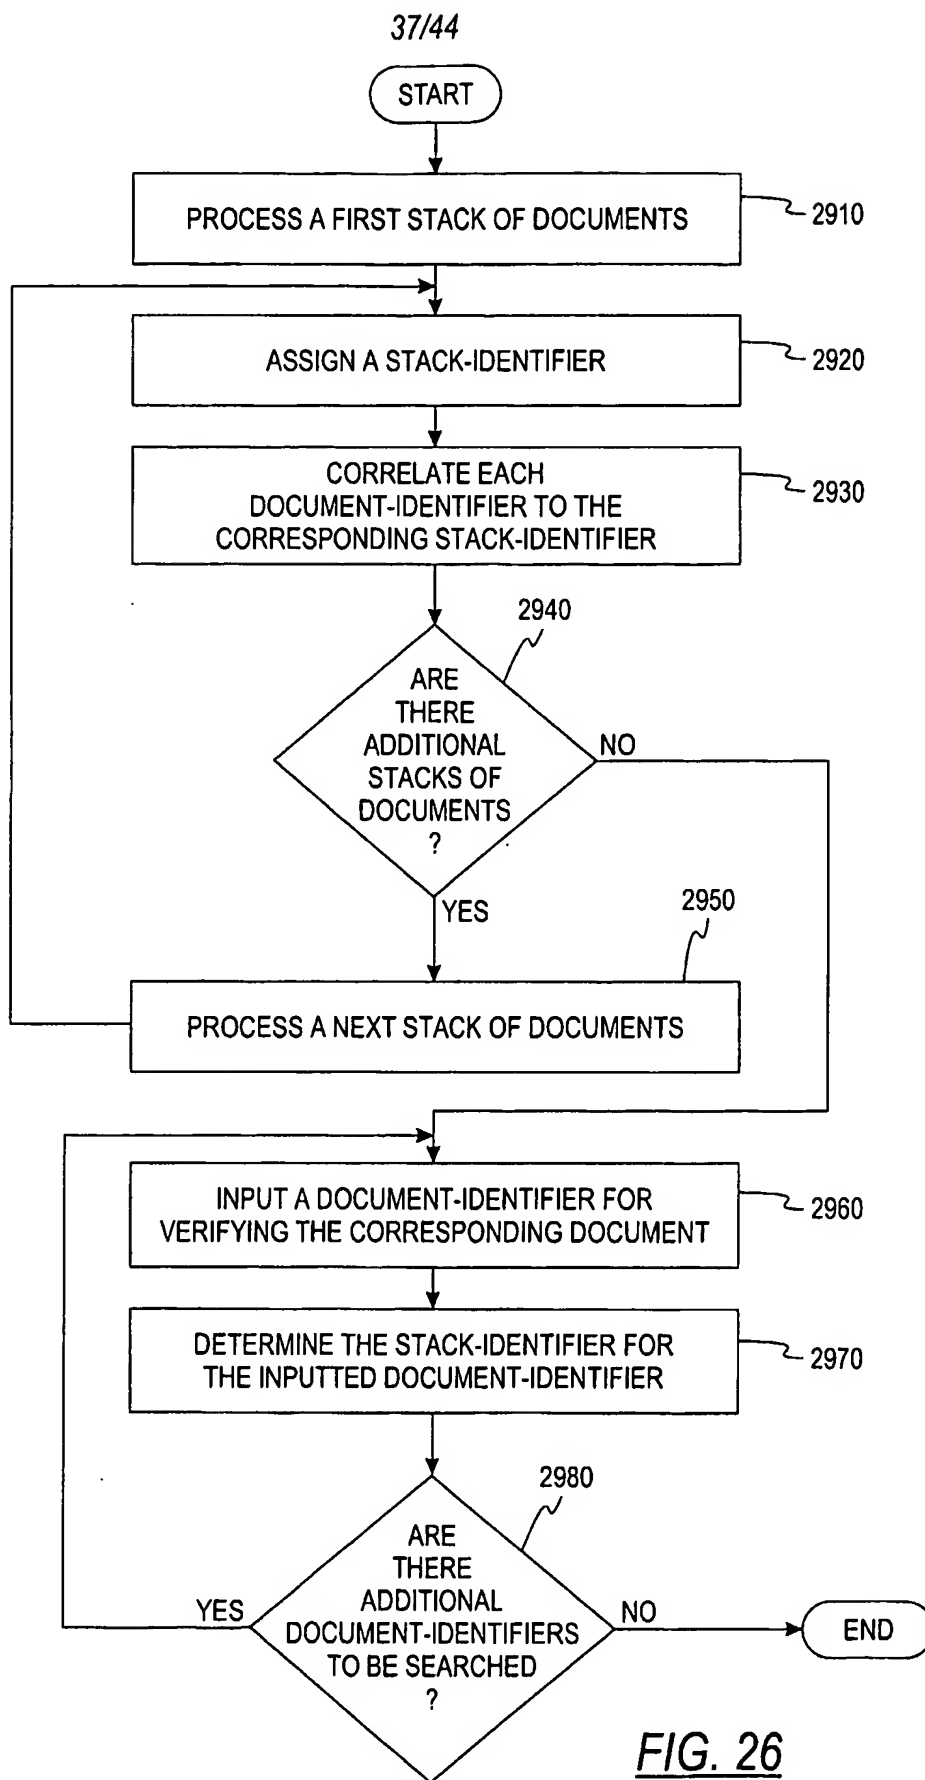 37/44
START
PROCESS A FIRST STACK OF DOCUMENTS
2910
ASSIGN A STACK-IDENTIFIER
2920
CORRELATE EACH
DOCUMENT-IDENTIFIER TO THE
CORRESPONDING STACK-IDENTIFIER
2930
2940
ARE
THERE
ADDITIONAL
STACKS OF
DOCUMENTS
?
NO
YES
2950
PROCESS A NEXT STACK OF DOCUMENTS
INPUT A DOCUMENT-IDENTIFIER FOR
VERIFYING THE CORRESPONDING DOCUMENT
2960
DETERMINE THE STACK-IDENTIFIER FOR
THE INPUTTED DOCUMENT-IDENTIFIER
2970
2980
ARE
THERE
ADDITIONAL
DOCUMENT-IDENTIFIERS
TO BE SEARCHED
?
YES
NO
END
FIG. 26